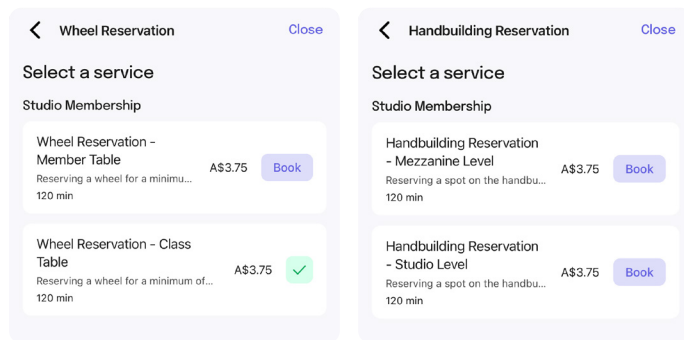 Wheel Reservation
Close
Select a service
Studio Membership
Wheel Reservation -
Member Table
Reserving a wheel for a minimu...
120 min
A$3.75
Book
Wheel Reservation - Class
Table
Reserving a wheel for a minimum of...
120 min
A$3.75
Handbuilding Reservation
Close
Select a service
Studio Membership
Handbuilding Reservation
- Mezzanine Level
Reserving a spot on the handbu...
120 min
A$3.75
Book
Handbuilding Reservation
- Studio Level
Reserving a spot on the handbu...
120 min
A$3.75
Book